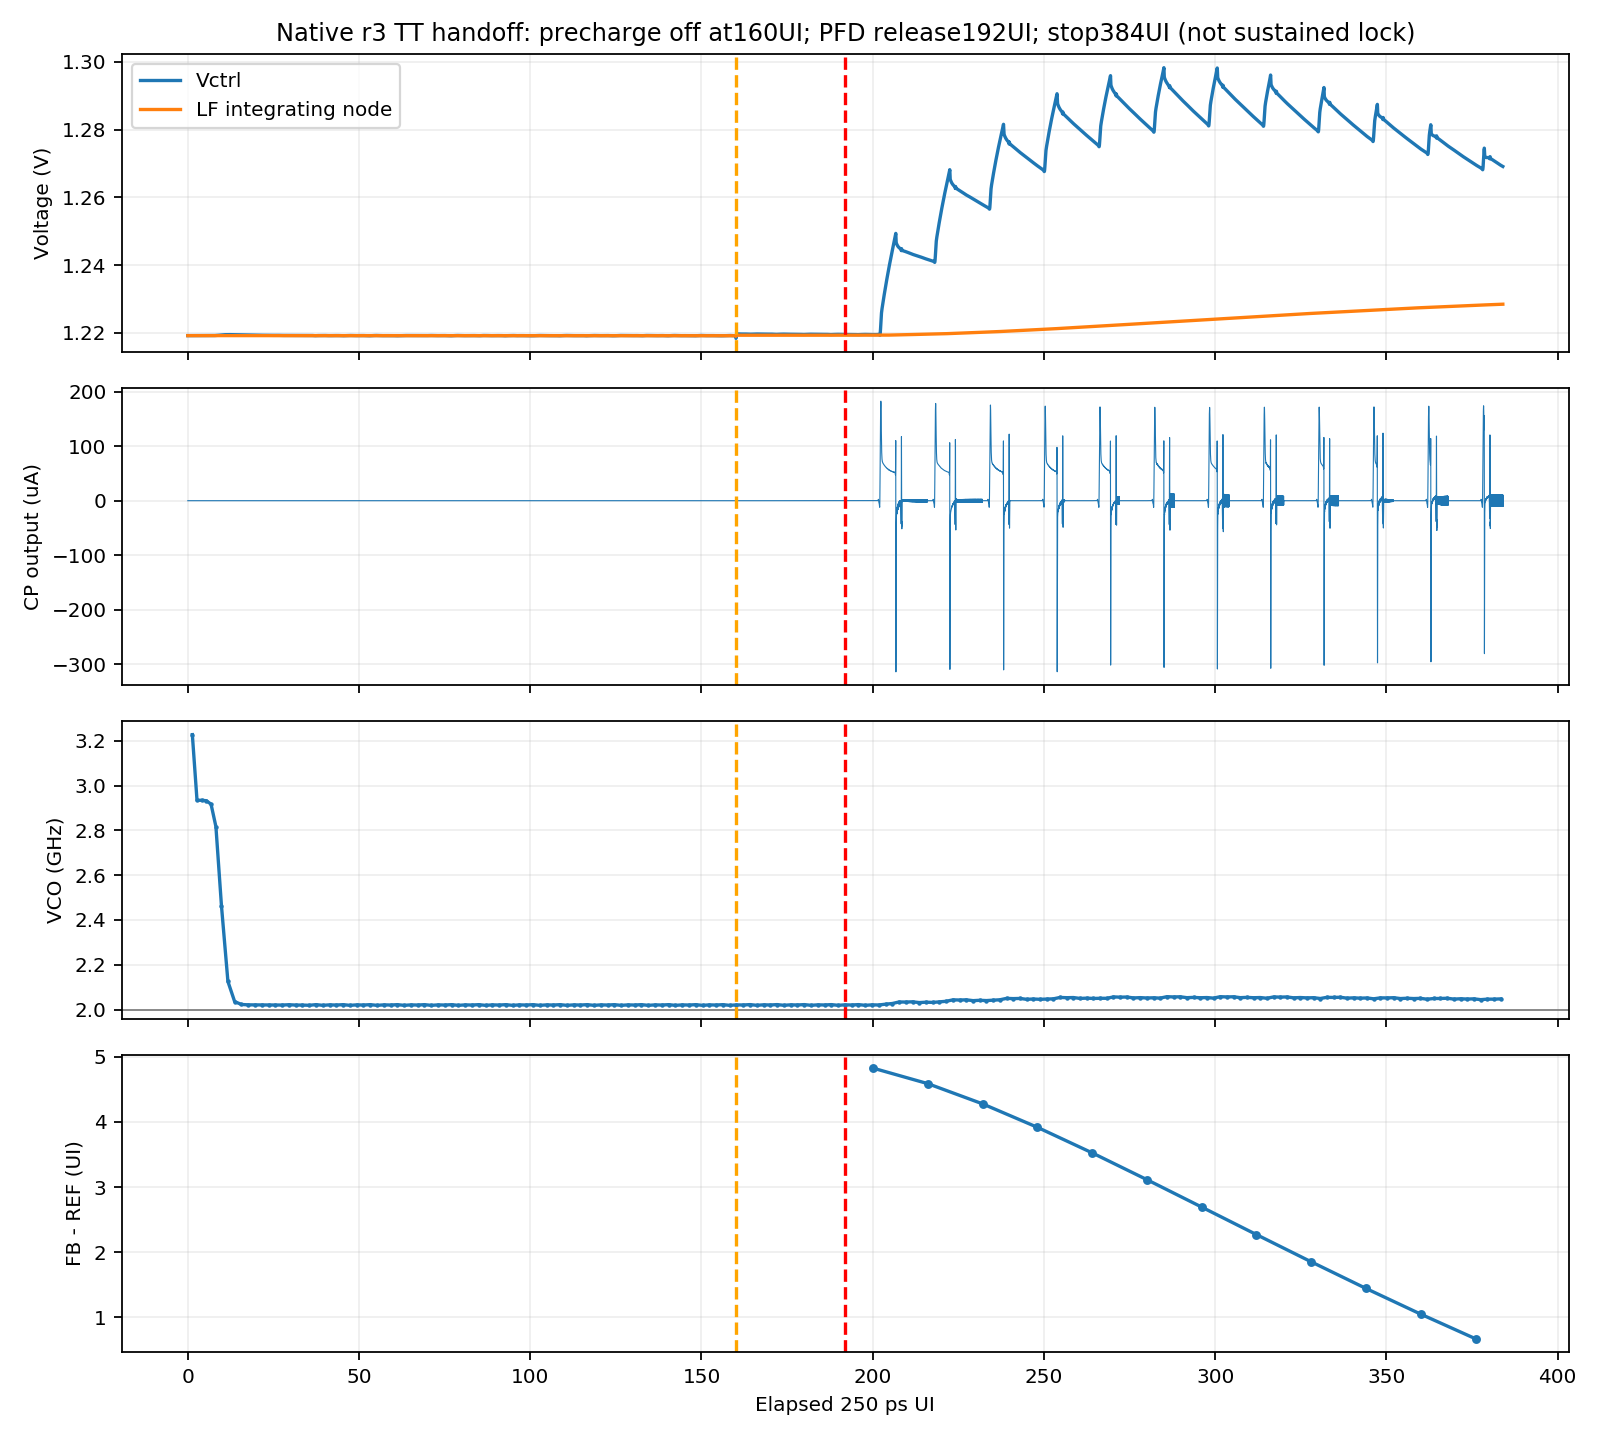 Native r3 TT handoff: precharge off at160UI; PFD release192UI; stop384UI (not sustained lock)
Vctrl
LF integrating node
Voltage (V)
1.30
1.28
1.26
1.24
1.22
CP output (uA)
200
100
0
−100
−200
−300
VCO (GHz)
3.2
3.0
2.8
2.6
2.4
2.2
2.0
FB - REF (UI)
5
4
3
2
1
0 50 100 150 200 250 300 350 400
Elapsed 250 ps UI